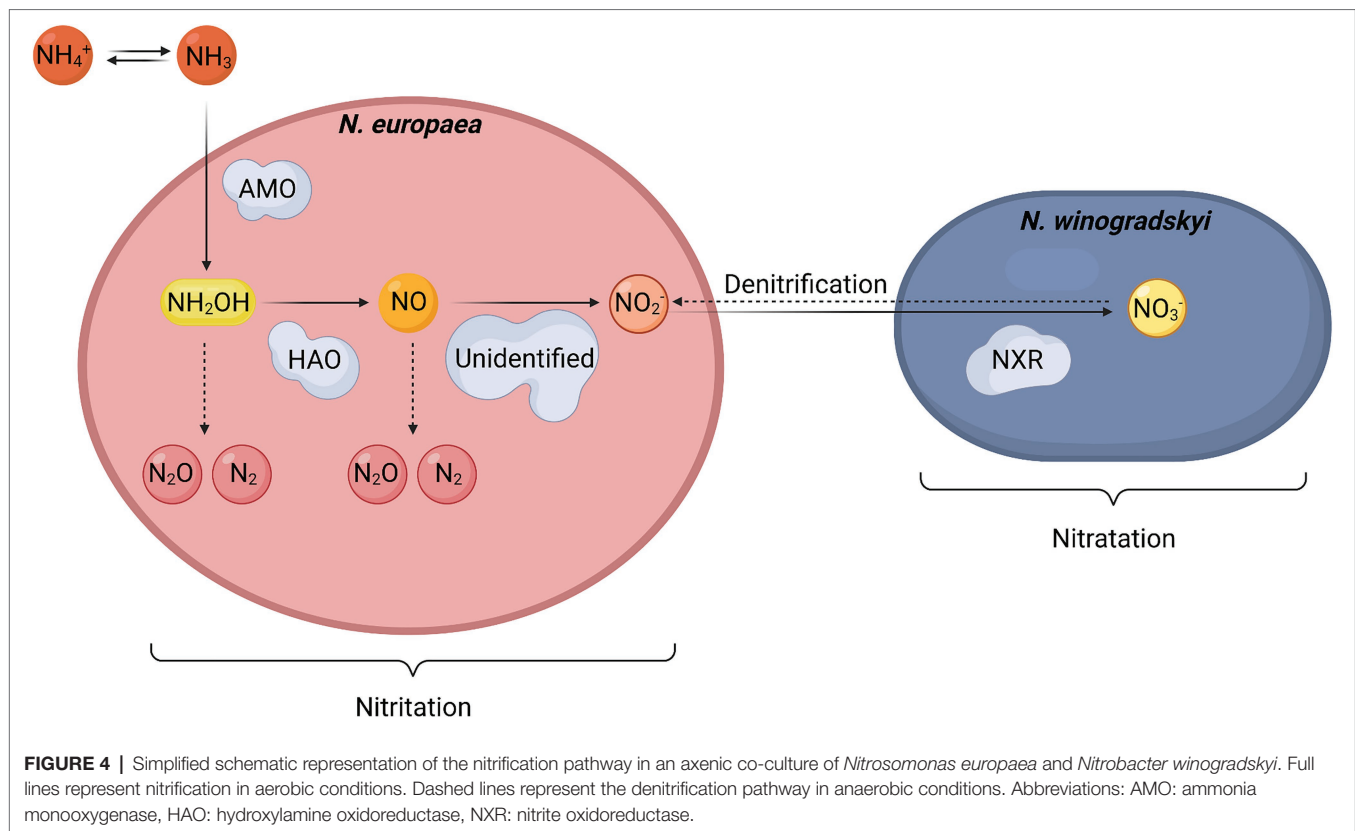 NH₄⁺ NH₃
N. europaea
AMO
N. winogradskyi
Denitrification
NH₂OH NO NO₂⁻ NO₃⁻
HAO Unidentified NXR
N₂O N₂ N₂O N₂
Nitratation
Nitritation
FIGURE 4 | Simplified schematic representation of the nitrification pathway in an axenic co-culture of Nitrosomonas europaea and Nitrobacter winogradskyi. Full
lines represent nitrification in aerobic conditions. Dashed lines represent the denitrification pathway in anaerobic conditions. Abbreviations: AMO: ammonia
monooxygenase, HAO: hydroxylamine oxidoreductase, NXR: nitrite oxidoreductase.